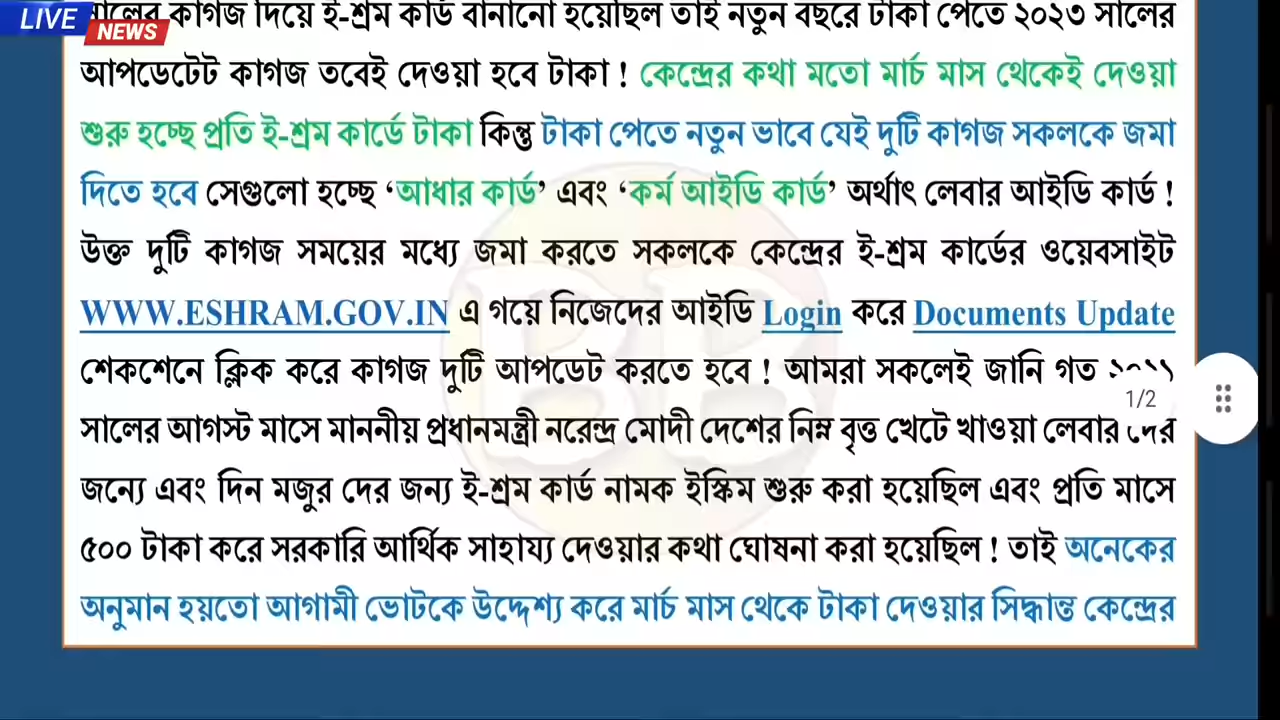 LIVE
NEWS
সালের কাগজ দিয়ে ই-শ্রম কার্ড বানানো হয়েছিল তাই নতুন বছরে টাকা পেতে ২০২৩ সালের
আপডেটেট কাগজ তবেই দেওয়া হবে টাকা ! কেন্দ্রের কথা মতো মার্চ মাস থেকেই দেওয়া
শুরু হচ্ছে প্রতি ই-শ্রম কার্ডে টাকা কিন্তু টাকা পেতে নতুন ভাবে যেই দুটি কাগজ সকলকে জমা
দিতে হবে সেগুলো হচ্ছে ‘আধার কার্ড’ এবং ‘কর্ম আইডি কার্ড’ অর্থাৎ লেবার আইডি কার্ড !
উক্ত দুটি কাগজ সময়ের মধ্যে জমা করতে সকলকে কেন্দ্রের ই-শ্রম কার্ডের ওয়েবসাইট
WWW.ESHRAM.GOV.IN এ গয়ে নিজেদের আইডি Login করে Documents Update
শেকশেনে ক্লিক করে কাগজ দুটি আপডেট করতে হবে ! আমরা সকলেই জানি গত ২০২১
1/2
সালের আগস্ট মাসে মাননীয় প্রধানমন্ত্রী নরেন্দ্র মোদী দেশের নিম্ন বৃত্ত খেটে খাওয়া লেবার দের
জন্যে এবং দিন মজুর দের জন্য ই-শ্রম কার্ড নামক ইস্কিম শুরু করা হয়েছিল এবং প্রতি মাসে
৫০০ টাকা করে সরকারি আর্থিক সাহায্য দেওয়ার কথা ঘোষনা করা হয়েছিল ! তাই অনেকের
অনুমান হয়তো আগামী ভোটকে উদ্দেশ্য করে মার্চ মাস থেকে টাকা দেওয়ার সিদ্ধান্ত কেন্দ্রের